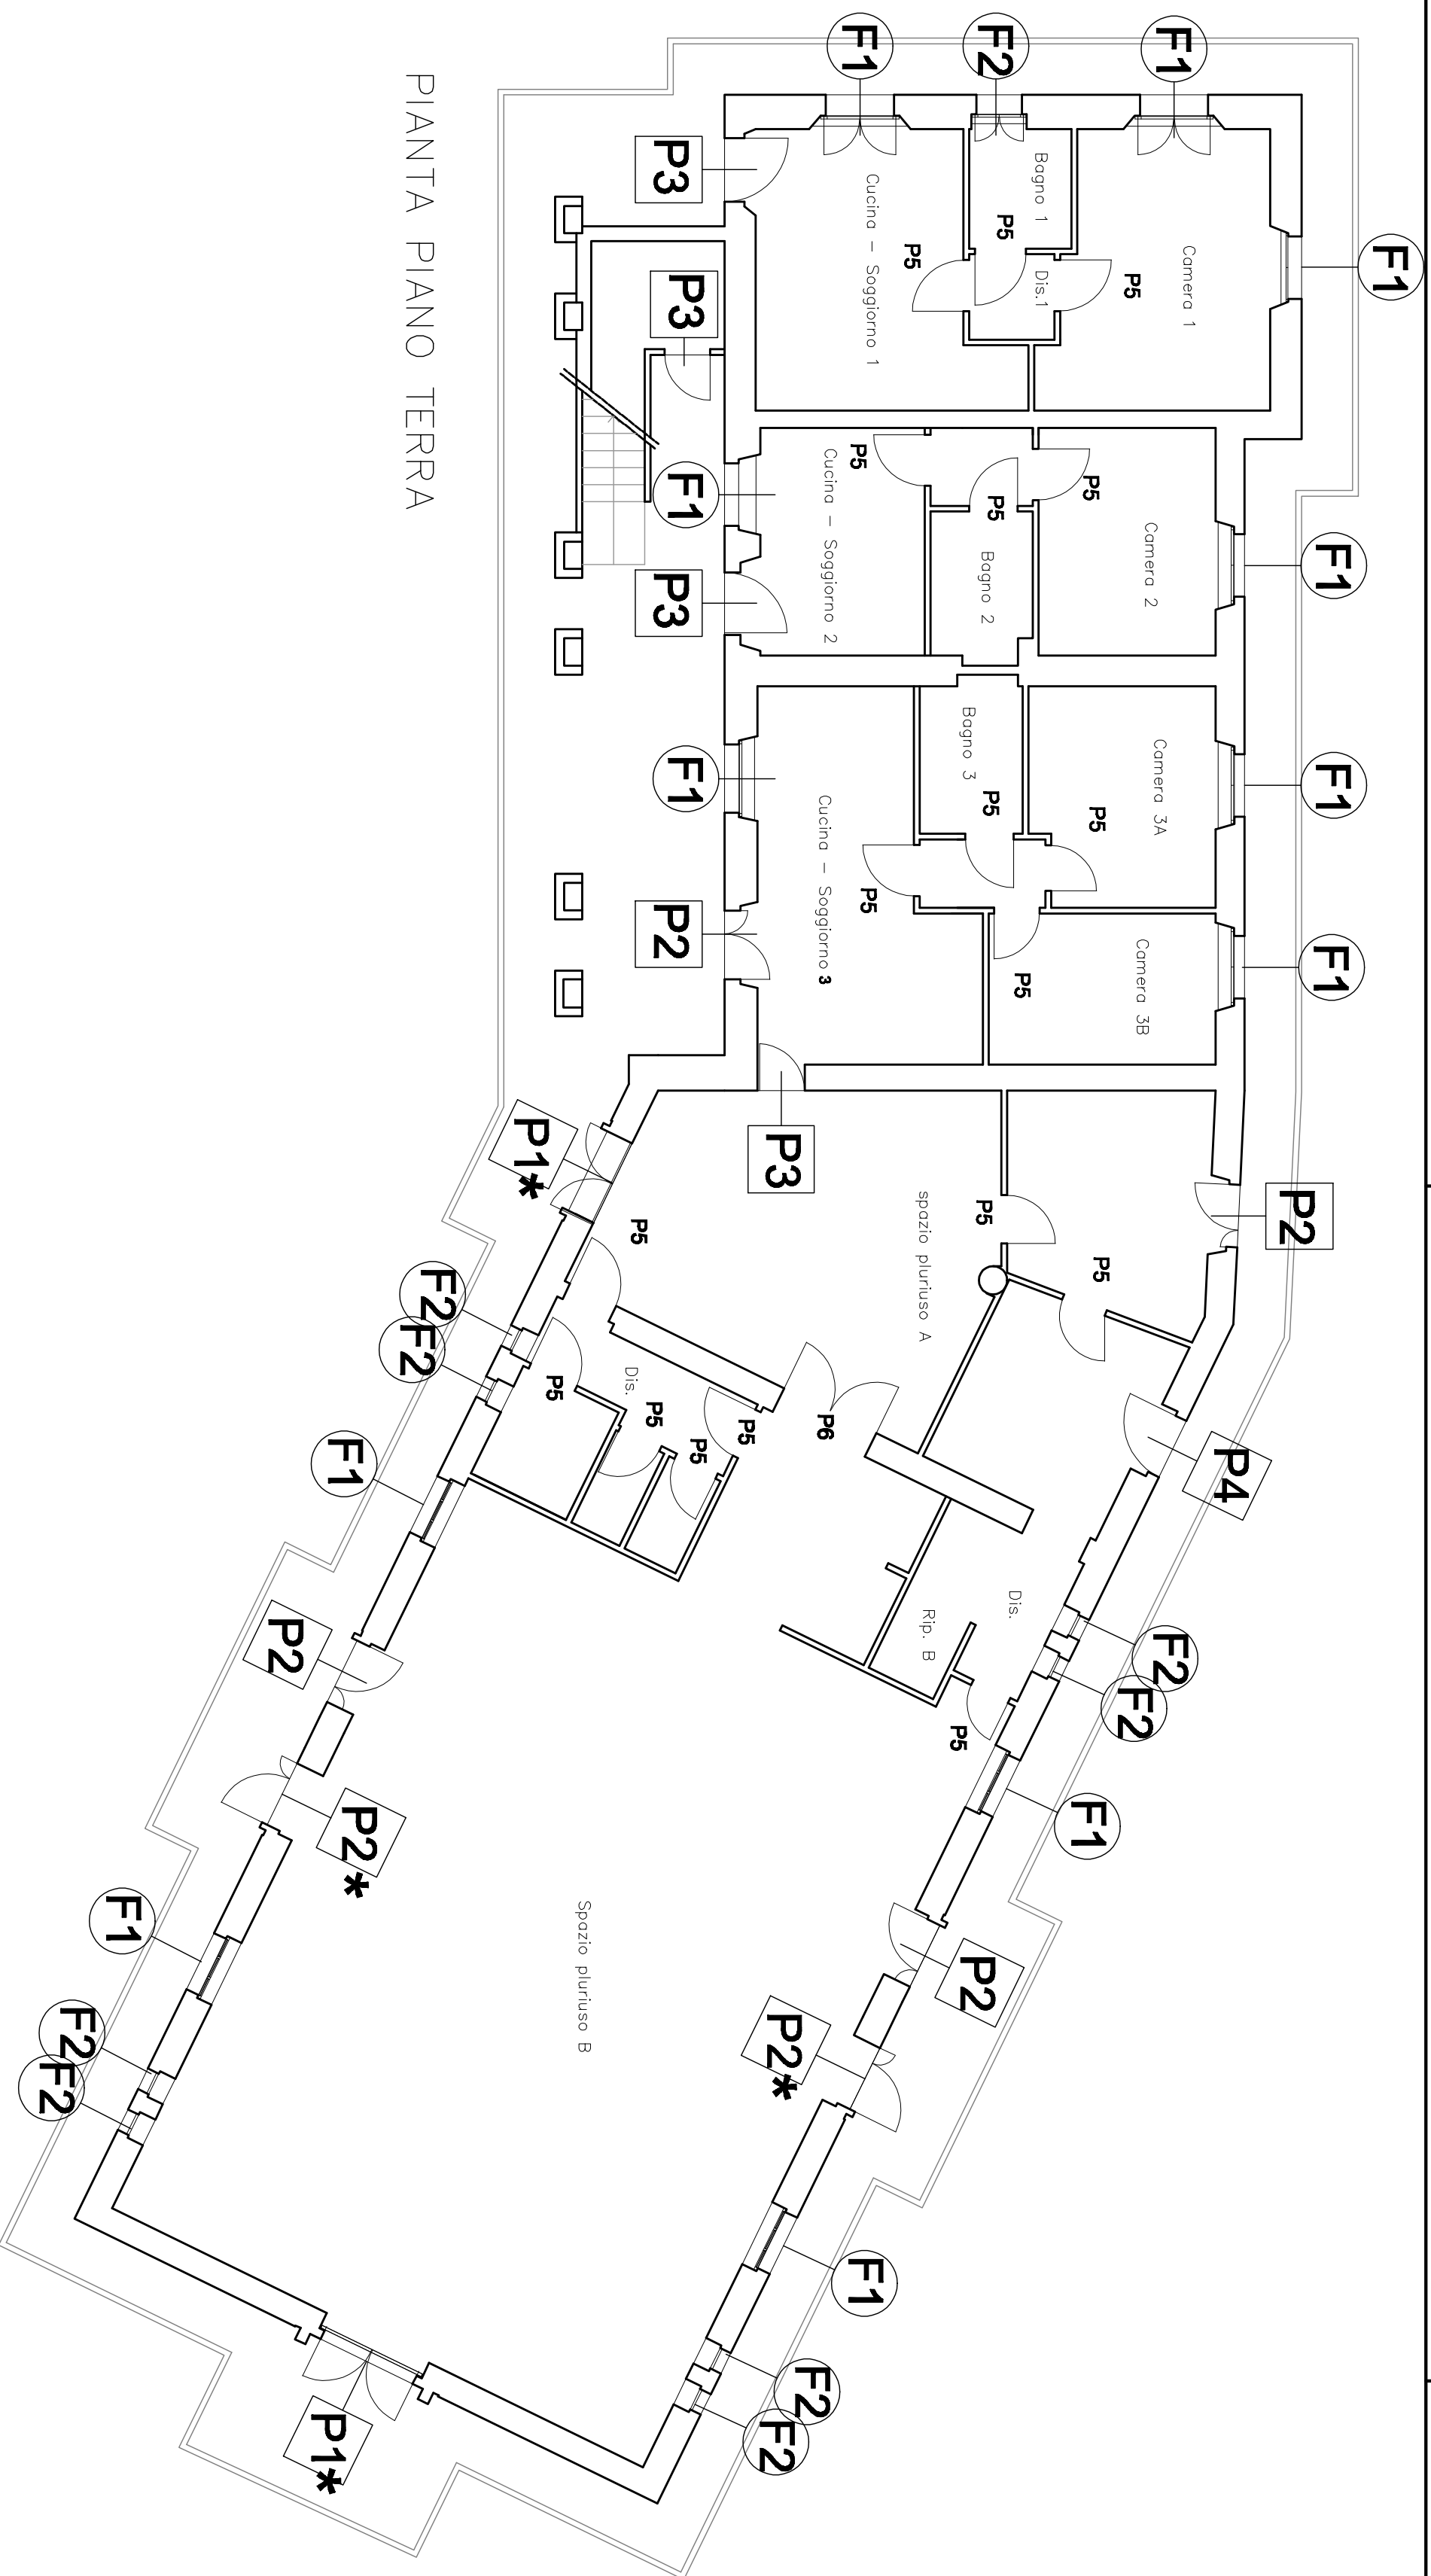 F1
F2
F1
F1
P3
Bagno 1
Cucina - Soggiorno 1
Camera 1
Dis.1
P5
P5
P5
P3
F1
P3
Cucina - Soggiorno 2
Bagno 2
Camera 2
P5
P5
P5
F1
F1
P2
Cucina - Soggiorno 3
Bagno 3
Camera 3A
Camera 3B
P5
P5
P5
P5
F1
F1
P3
P1*
P2
spazio pluriuso A
P5
P5
P5
P6
P4
F2
F2
F1
Dis.
P5
P5
P5
P5
Dis.
Rip. B
P5
F2
F2
F1
P2
P2*
P2
P2*
Spazio pluriuso B
F1
F2
F2
F1
F2
F2
P1*
PIANTA PIANO TERRA